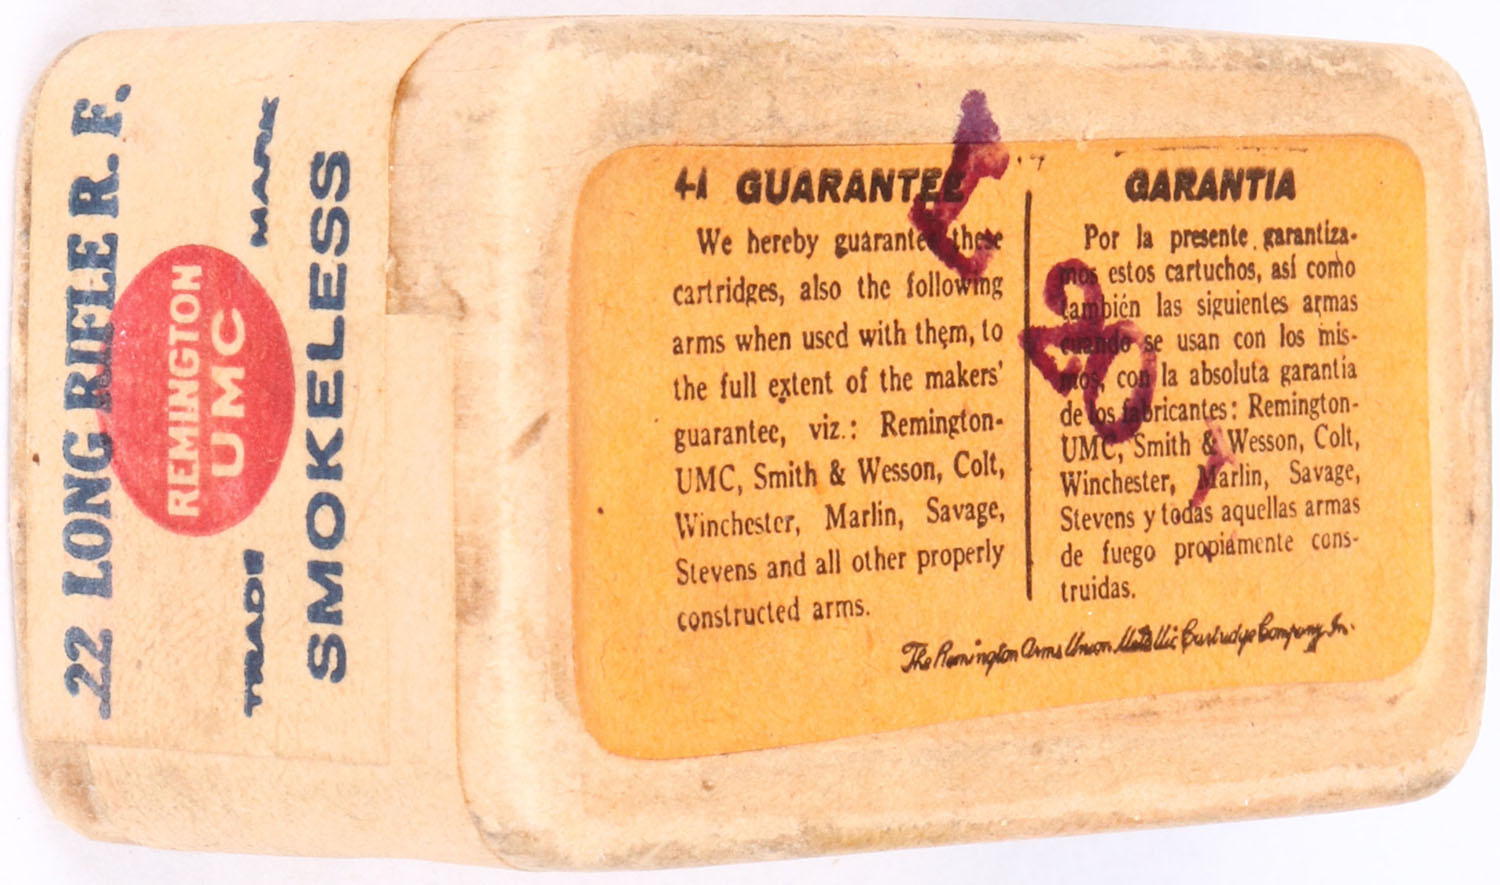 .22 LONG RIFLE R. F.
REMINGTON
UMC
TRADE MARK
SMOKELESS
41 GUARANTEE
We hereby guarantee these
cartridges, also the following
arms when used with them, to
the full extent of the makers'
guarantee, viz.: Remington-
UMC, Smith & Wesson, Colt,
Winchester, Marlin, Savage,
Stevens and all other properly
constructed arms.
GARANTIA
Por la presente garantiza-
mos estos cartuchos, así como
también las siguientes armas
cuando se usan con los mis-
mos, con la absoluta garantia
de los fabricantes: Remington-
UMC, Smith & Wesson, Colt,
Winchester, Marlin, Savage,
Stevens y todas aquellas armas
de fuego propiamente cons-
truidas.
The Remington Arms Union Metallic Cartridge Company, In.